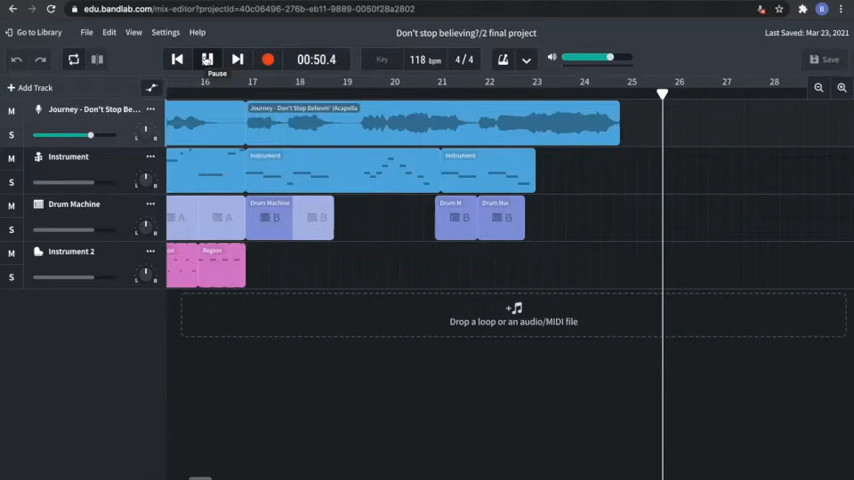 edu.bandlab.com/mix-editor?projectId=40c06496-276b-eb11-9889-0050f28a2802
B
Go to Library File Edit View Settings Help Don't stop believing?/2 final project Last Saved: Mar 23, 2021
00:50.4 Key 118 bpm 4 / 4 Save
Pause
Add Track 16 17 18 19 20 21 22 23 24 25 26 27 28
M Journey - Don't Stop Be... Journey - Don't Stop Believin' (Acapella
S L R
M Instrument Instrument Instrument
S L R
M Drum Machine Drum Machine Drum M Drum Mai
A A B B B B
S L R
M Instrument 2 Region
S L R
Drop a loop or an audio/MIDI file